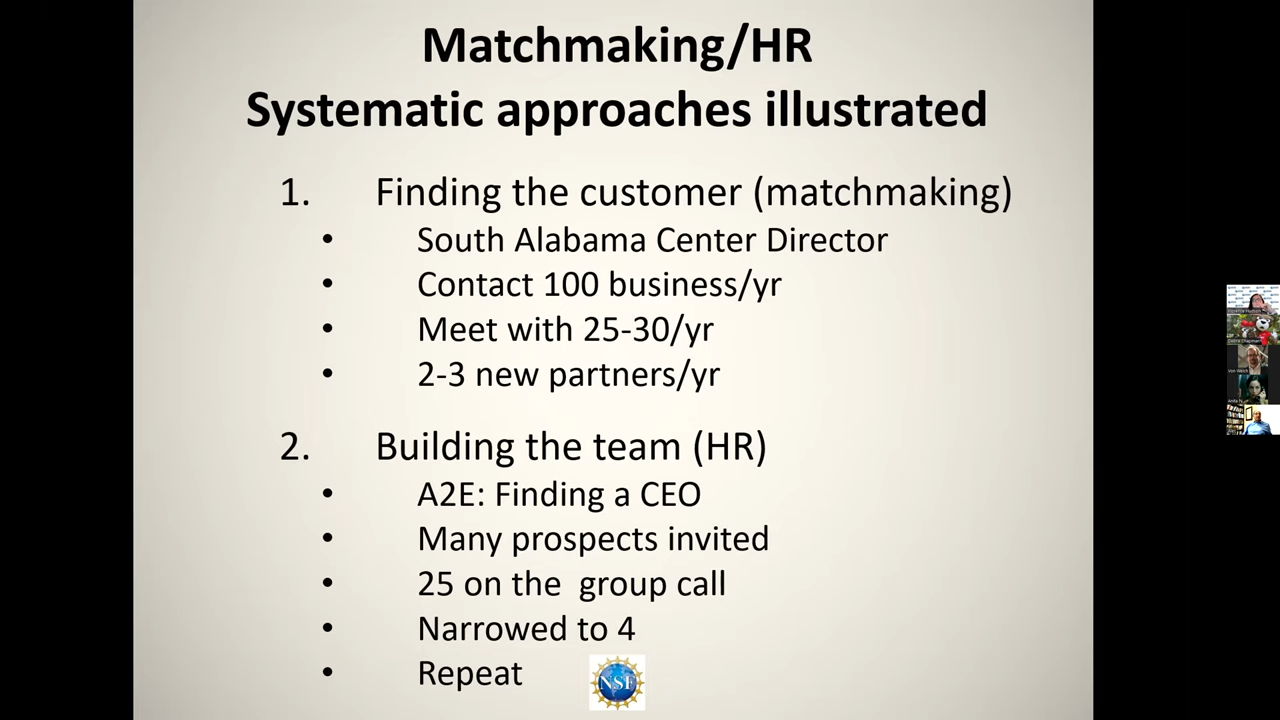 Matchmaking/HR
Systematic approaches illustrated
1. Finding the customer (matchmaking)
• South Alabama Center Director
• Contact 100 business/yr
• Meet with 25-30/yr
• 2-3 new partners/yr
2. Building the team (HR)
• A2E: Finding a CEO
• Many prospects invited
• 25 on the group call
• Narrowed to 4
• Repeat
NSF